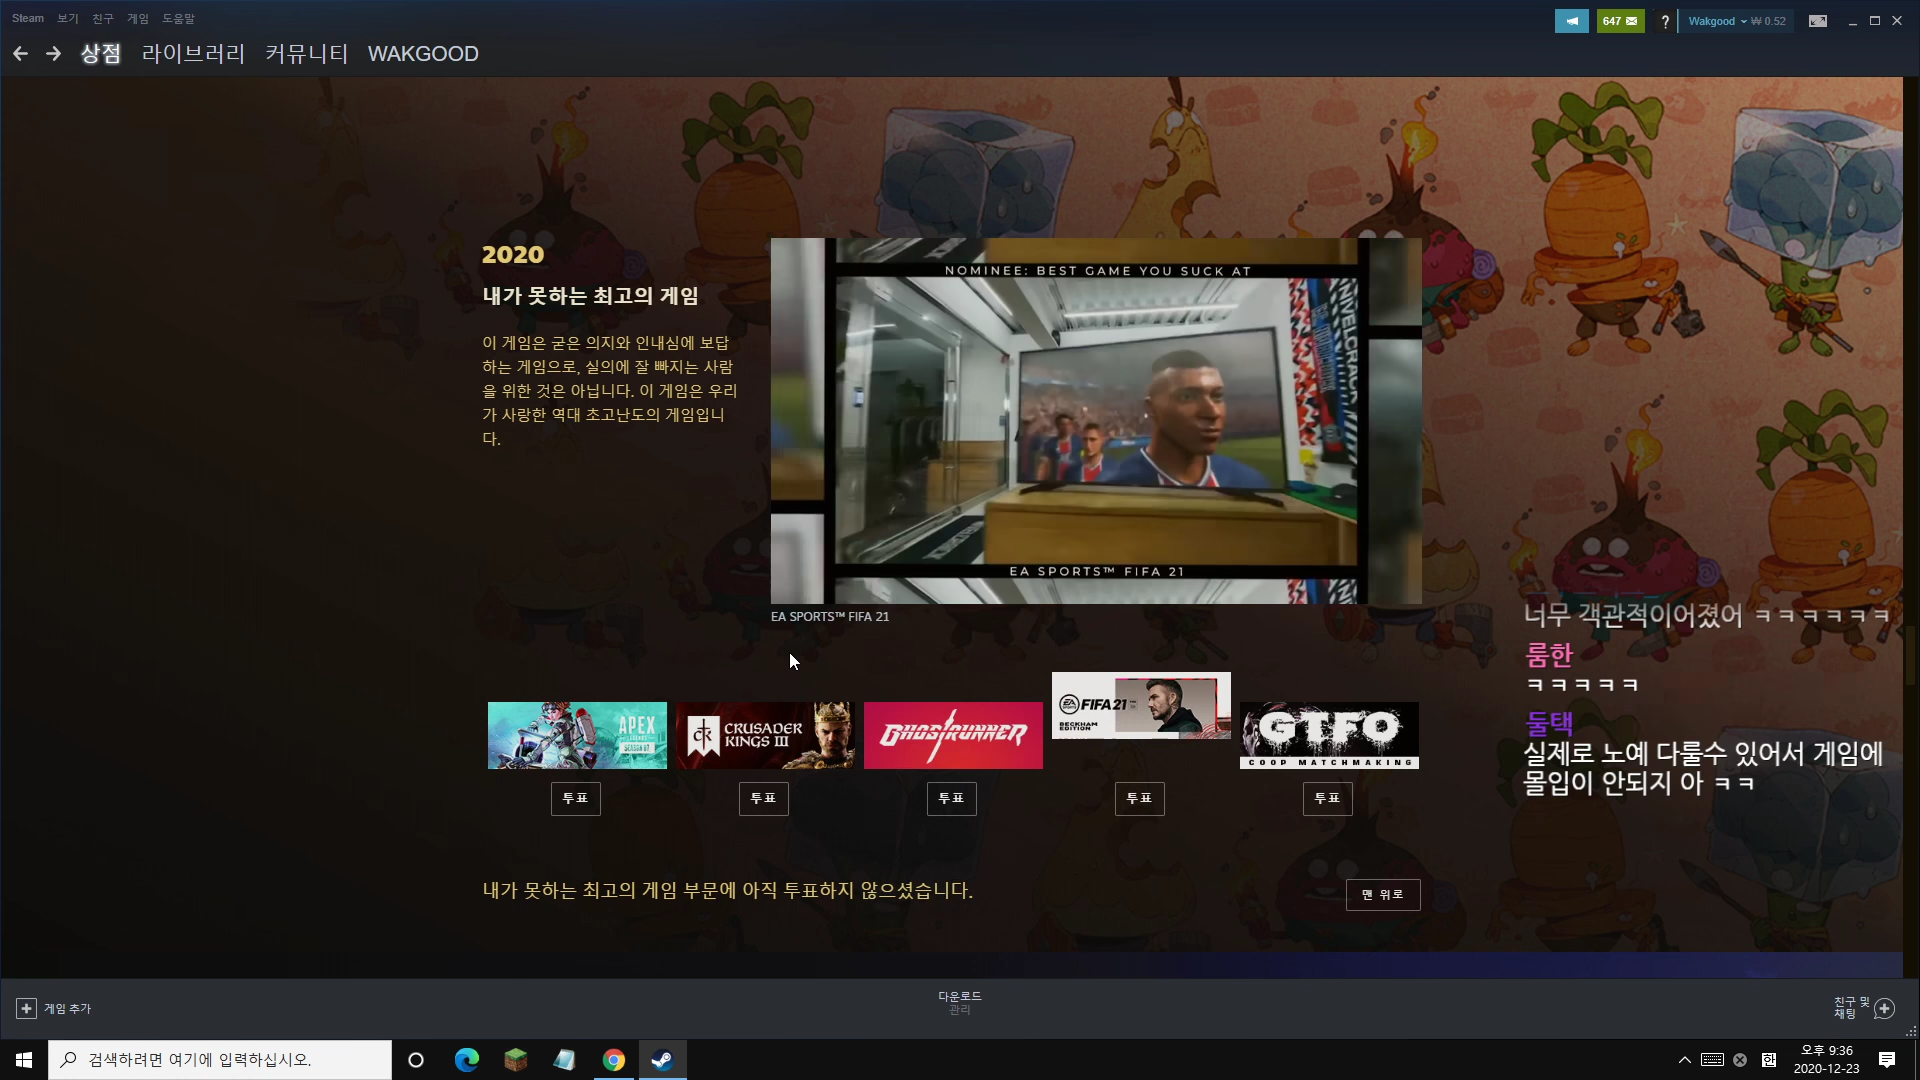 Steam 보기 친구 게임 도움말
647
?
Wakgood ₩ 0.52
상점 라이브러리 커뮤니티 WAKGOOD
2020
내가 못하는 최고의 게임
이 게임은 굳은 의지와 인내심에 보답
하는 게임으로, 실의에 잘 빠지는 사람
을 위한 것은 아닙니다. 이 게임은 우리
가 사랑한 역대 초고난도의 게임입니
다.
NOMINEE: BEST GAME YOU SUCK AT
EA SPORTS™ FIFA 21
EA SPORTS™ FIFA 21
너무 객관적이어졌어 ㅋㅋㅋㅋㅋㅋ
룸한
ㅋㅋㅋㅋㅋ
둘택
실제로 노예 다룰수 있어서 게임에
몰입이 안되지 아 ㅋㅋ
APEX
CRUSADER
KINGS III
GHOSTRUNNER
EA SPORTS FIFA 21
BECKHAM
EDITION
GTFO
COOP MATCHMAKING
투표 투표 투표 투표 투표
내가 못하는 최고의 게임 부문에 아직 투표하지 않으셨습니다.
맨 위로
게임 추가
다운로드
관리
친구 및
채팅
검색하려면 여기에 입력하십시오.
한
오후 9:36
2020-12-23